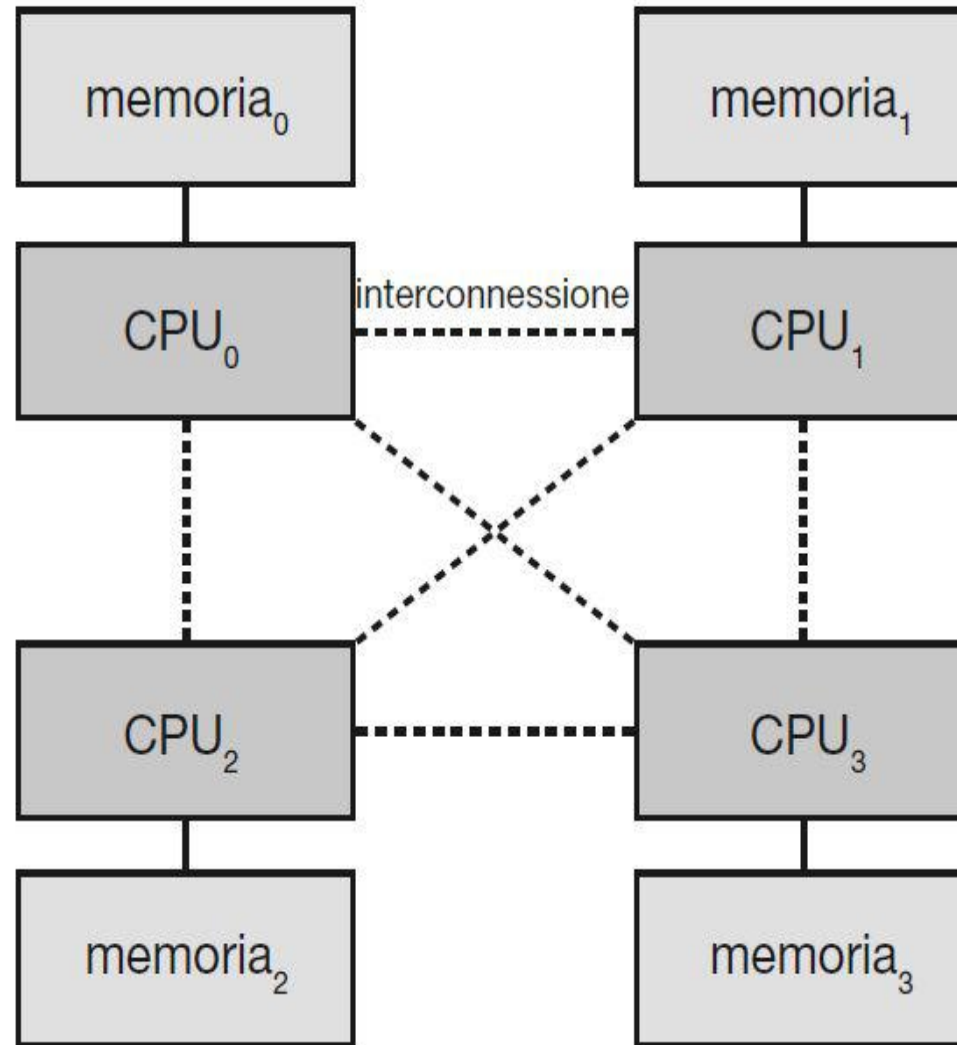 memoria₀
memoria₁
CPU₀
interconnessione
CPU₁
CPU₂
CPU₃
memoria₂
memoria₃